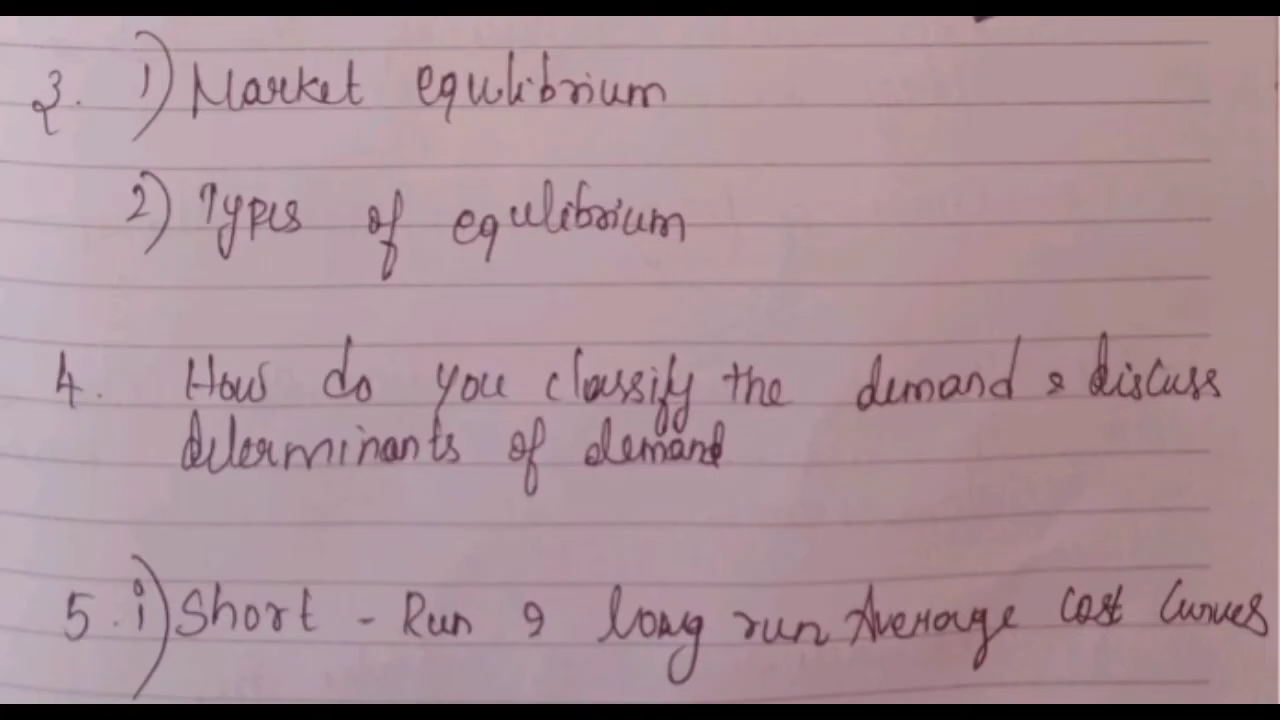 3. 1) Market equlibrium
2) Types of equlibrium
4. How do you classify the demand & discuss
determinants of demand
5. i) Short - Run & long run Average cost curves